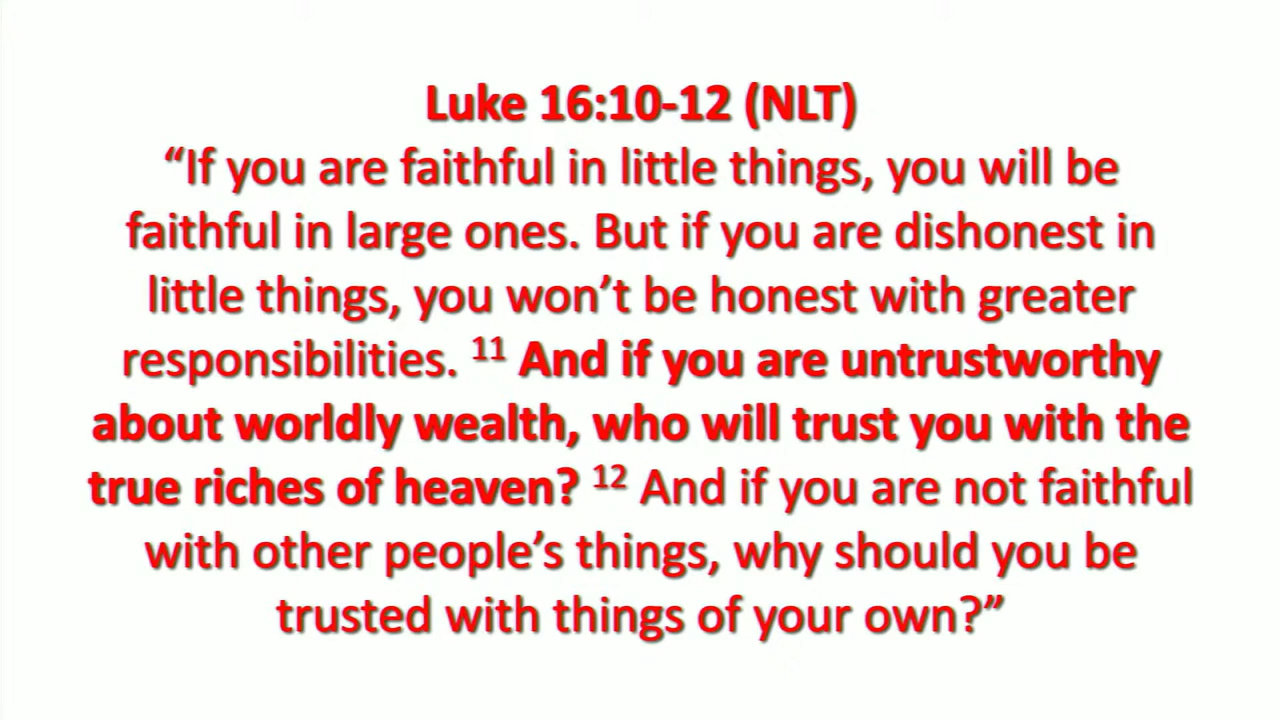 Luke 16:10-12 (NLT)
“If you are faithful in little things, you will be
faithful in large ones. But if you are dishonest in
little things, you won’t be honest with greater
responsibilities. 11 And if you are untrustworthy
about worldly wealth, who will trust you with the
true riches of heaven? 12 And if you are not faithful
with other people’s things, why should you be
trusted with things of your own?”